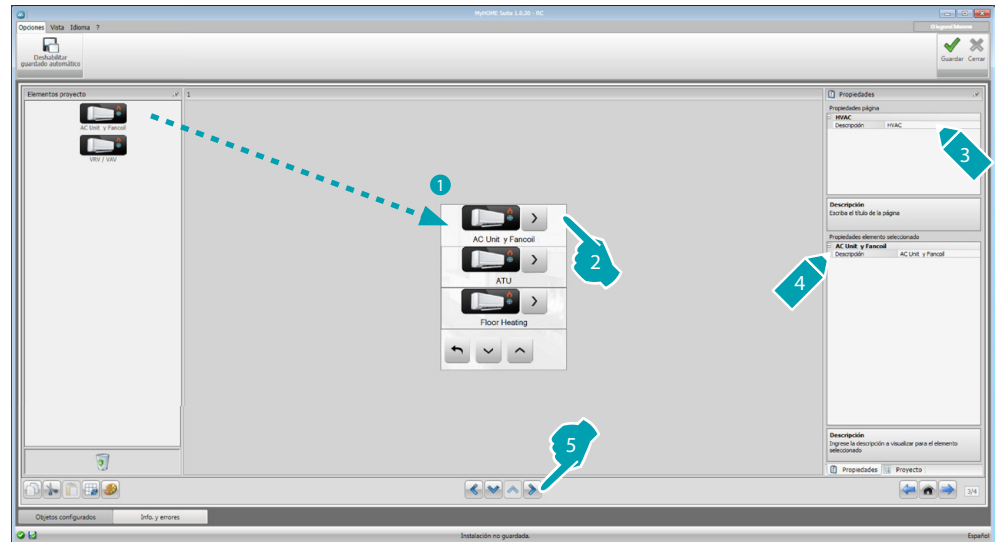 MyHOME Suite 1.0.30 - RC
Opciones Vista Idioma ?
Deshabilitar
guardado automático
Guardar Cerrar
Elementos proyecto
AC Unit y Fancoil
VRV / VAV
1
1
AC Unit y Fancoil
ATU
Floor Heating
2
Propiedades
Propiedades página
HVAC
Descripción HVAC
3
Descripción
Escriba el título de la página
Propiedades elemento seleccionado
AC Unit y Fancoil
Descripción AC Unit y Fancoil
4
Descripción
Ingrese la descripción a visualizar para el elemento
seleccionado
Propiedades Proyecto
5
3/4
Objetos configurados Info. y errores
Instalación no guardada.
Español